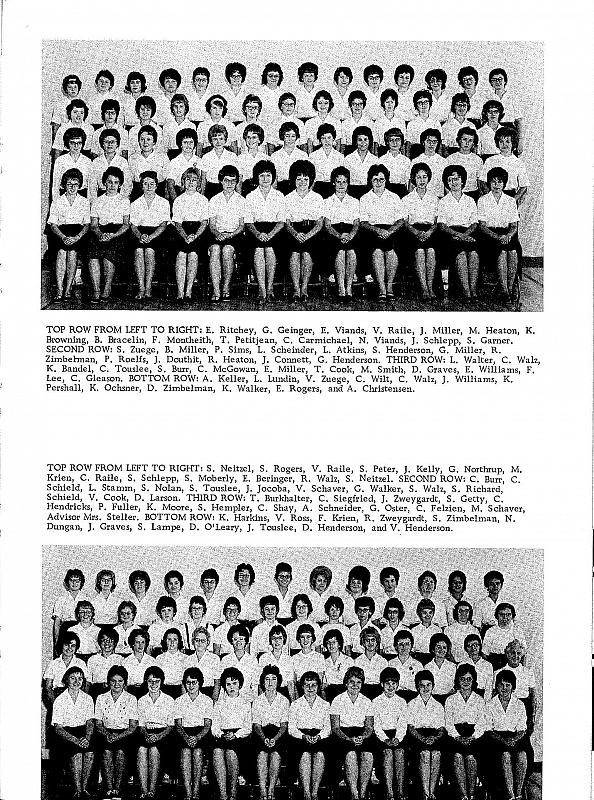 TOP ROW FROM LEFT TO RIGHT: E. Ritchey, G. Geinger, E. Viands, V. Raile, J. Miller, M. Heaton, K.
Browning, B. Bracelin, F. Montheith, T. Petitjean, C. Carmichael, N. Viands, J. Schlepp, S. Garner.
SECOND ROW: S. Zuege, B. Miller, P. Sims, L. Scheinder, L. Atkins, S. Henderson, G. Miller, R.
Zimbelman, P. Roelfs, J. Douthit, R. Heaton, J. Connett, G. Henderson. THIRD ROW: L. Walter, C. Walz,
K. Bandel, C. Touslee, S. Burr, C. McGowan, E. Miller, T. Cook, M. Smith, D. Graves, E. Williams, F.
Lee, C. Gleason. BOTTOM ROW: A. Keller, L. Lundin, V. Zuege, C. Wilt, C. Walz, J. Williams, K.
Pershall, K. Ochsner, D. Zimbelman, K. Walker, E. Rogers, and A. Christensen.
TOP ROW FROM LEFT TO RIGHT: S. Neitzel, S. Rogers, V. Raile, S. Peter, J. Kelly, G. Northrup, M.
Krien, C. Raile, S. Schlepp, S. Moberly, E. Beringer, R. Walz, S. Neitzel. SECOND ROW: C. Burr, C.
Schield, L. Stamm, S. Nolan, S. Touslee, J. Jocoba, V. Schaver, G. Walker, S. Walz, S. Richard,
Schield, V. Cook, D. Larson. THIRD ROW: T. Burkhalter, C. Siegfried, J. Zweygardt, S. Getty, C.
Hendricks, P. Fuller, K. Moore, S. Hempler, C. Shay, A. Schneider, G. Oster, C. Felzien, M. Schaver,
Advisor Mrs. Steller. BOTTOM ROW: K. Harkins, V. Ross, F. Krien, R. Zweygardt, S. Zimbelman, N.
Dungan, J. Graves, S. Lampe, D. O'Leary, J. Touslee, D. Henderson, and V. Henderson.